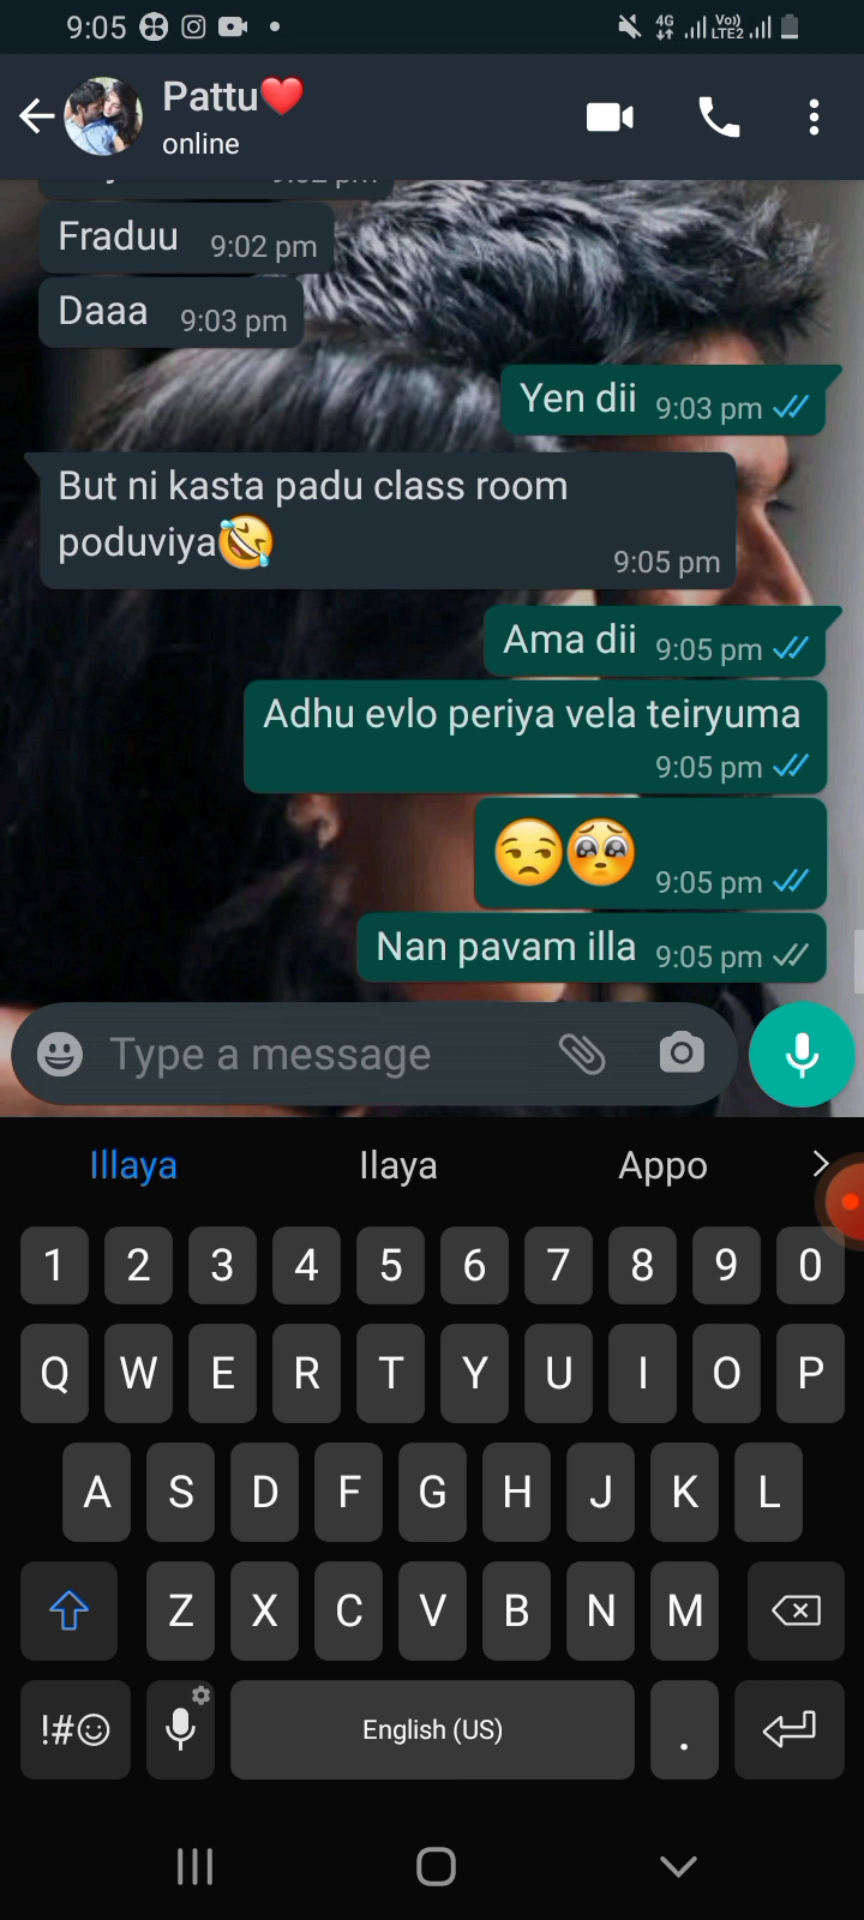 9:05
4G Vo)) LTE2
Pattu❤️
online
Fraduu 9:02 pm
Daaa 9:03 pm
Yen dii 9:03 pm
But ni kasta padu class room
poduviya🤣
9:05 pm
Ama dii 9:05 pm
Adhu evlo periya vela teiryuma
9:05 pm
😒🥺 9:05 pm
Nan pavam illa 9:05 pm
Type a message
Illaya Ilaya Appo
1 2 3 4 5 6 7 8 9 0
Q W E R T Y U I O P
A S D F G H J K L
Z X C V B N M
!#☺ English (US) .